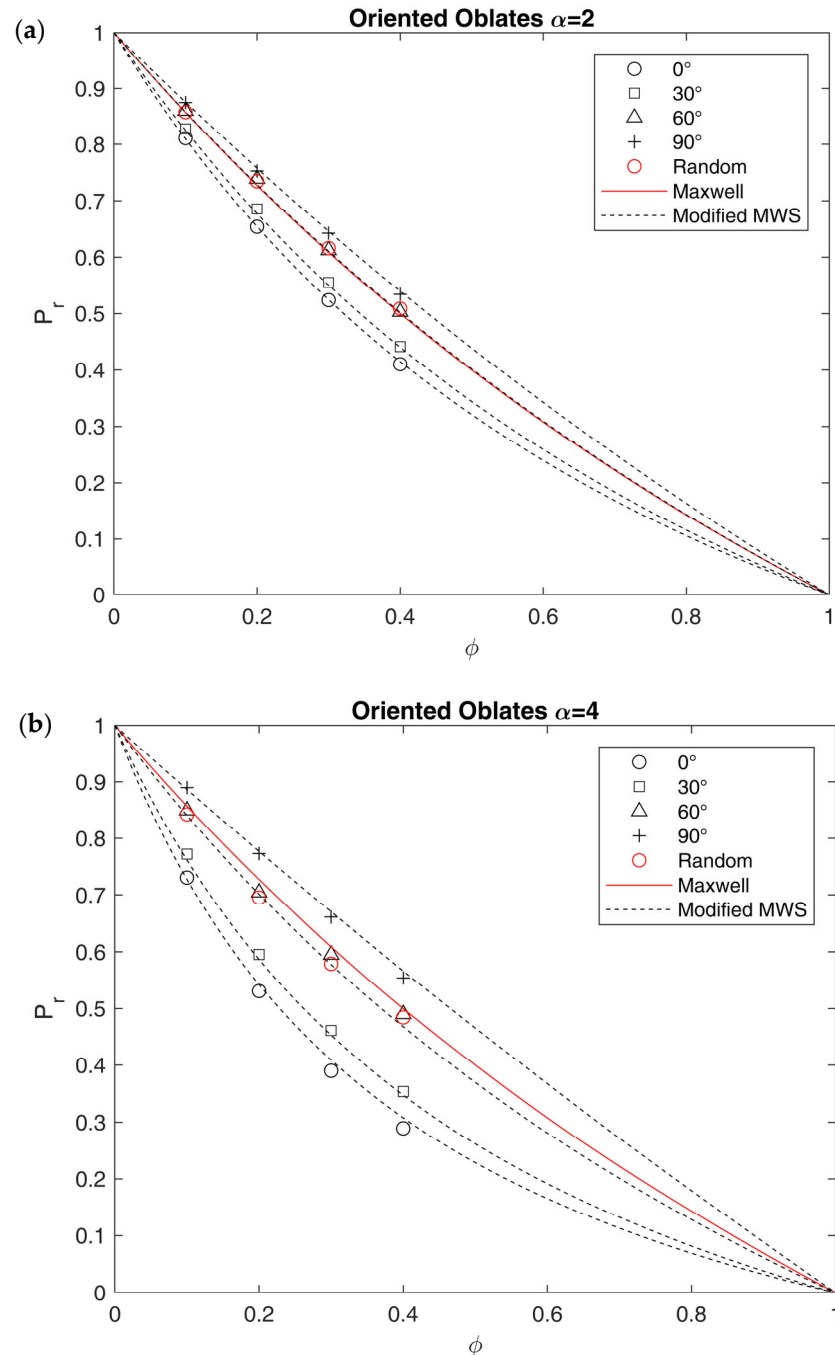 (a)
Oriented Oblates α=2
1
0.9
0.8
0.7
0.6
0.5
0.4
0.3
0.2
0.1
0
P_r
0°
30°
60°
90°
Random
Maxwell
Modified MWS
0 0.2 0.4 0.6 0.8 1
ϕ
(b)
Oriented Oblates α=4
1
0.9
0.8
0.7
0.6
0.5
0.4
0.3
0.2
0.1
0
P_r
0°
30°
60°
90°
Random
Maxwell
Modified MWS
0 0.2 0.4 0.6 0.8 1
ϕ